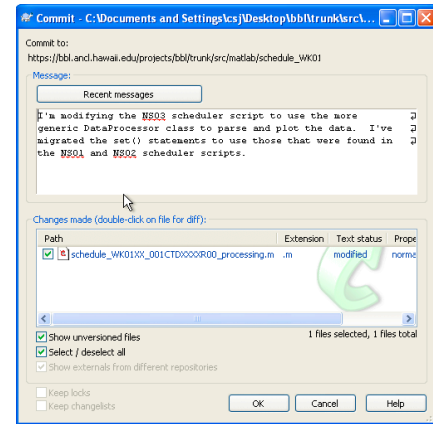 Commit - C:\Documents and Settings\csj\Desktop\bbl\trunk\src\...
Commit to:
https://bbl.ancl.hawaii.edu/projects/bbl/trunk/src/matlab/schedule_WK01
Message:
Recent messages
I'm modifying the NS03 scheduler script to use the more
generic DataProcessor class to parse and plot the data. I've
migrated the set() statements to use those that were found in
the NS01 and NS02 scheduler scripts.
Changes made (double-click on file for diff):
Path Extension Text status Prope
schedule_WK01XX_001CTDXXXXR00_processing.m .m modified norma
1 files selected, 1 files total
Show unversioned files
Select / deselect all
Show externals from different repositories
Keep locks
Keep changelists
OK Cancel Help